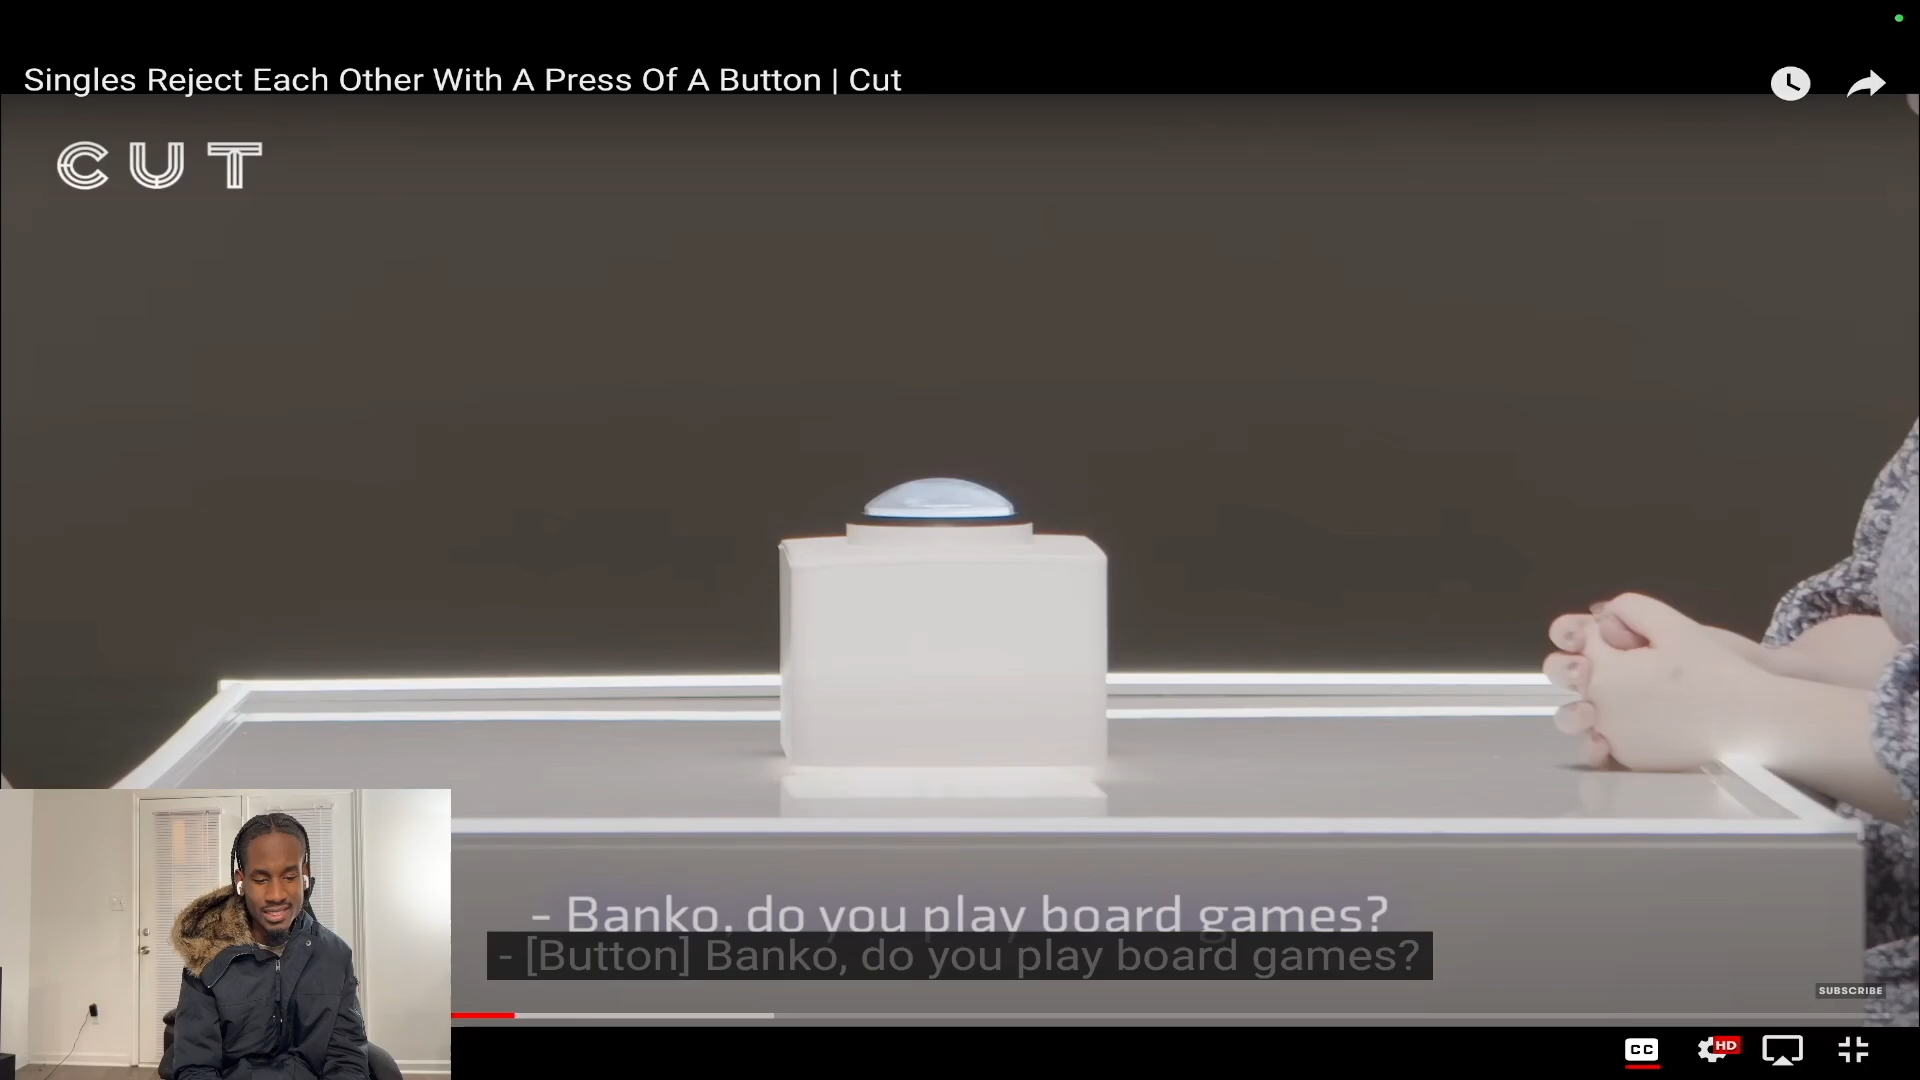 Singles Reject Each Other With A Press Of A Button | Cut
CUT
- Banko, do you play board games?
- [Button] Banko, do you play board games?
SUBSCRIBE
CC
HD